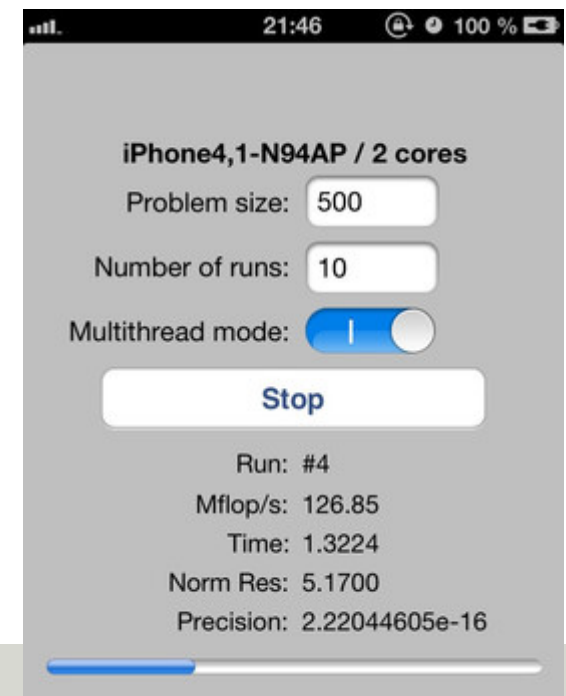 21:46 100 %
iPhone4,1-N94AP / 2 cores
Problem size: 500
Number of runs: 10
Multithread mode:
Stop
Run: #4
Mflop/s: 126.85
Time: 1.3224
Norm Res: 5.1700
Precision: 2.22044605e-16